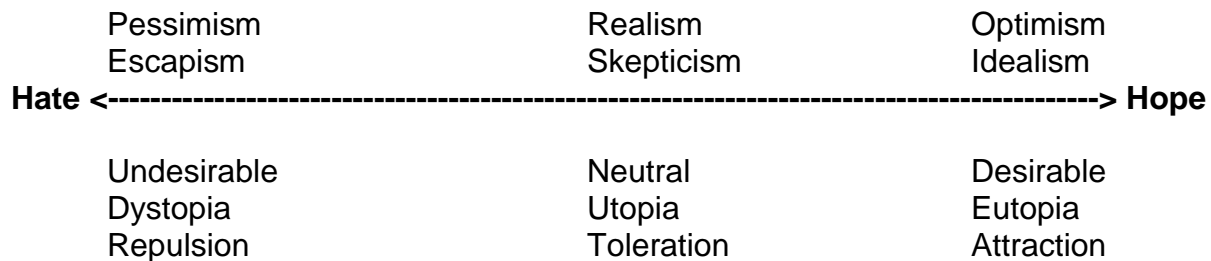 Pessimism Realism Optimism
Escapism Skepticism Idealism
Hate <---------------------------------------------------------------------------------------------> Hope
Undesirable Neutral Desirable
Dystopia Utopia Eutopia
Repulsion Toleration Attraction